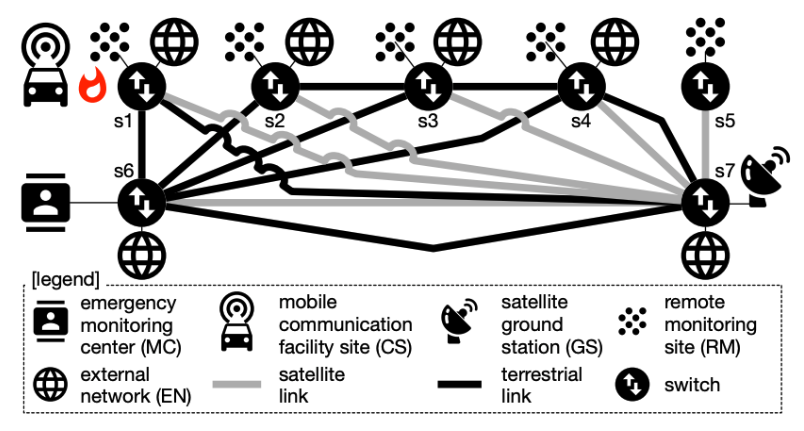 s1
s2
s3
s4
s5
s6
s7
[legend]
emergency
monitoring
center (MC)
mobile
communication
facility site (CS)
satellite
ground
station (GS)
remote
monitoring
site (RM)
external
network (EN)
satellite
link
terrestrial
link
switch